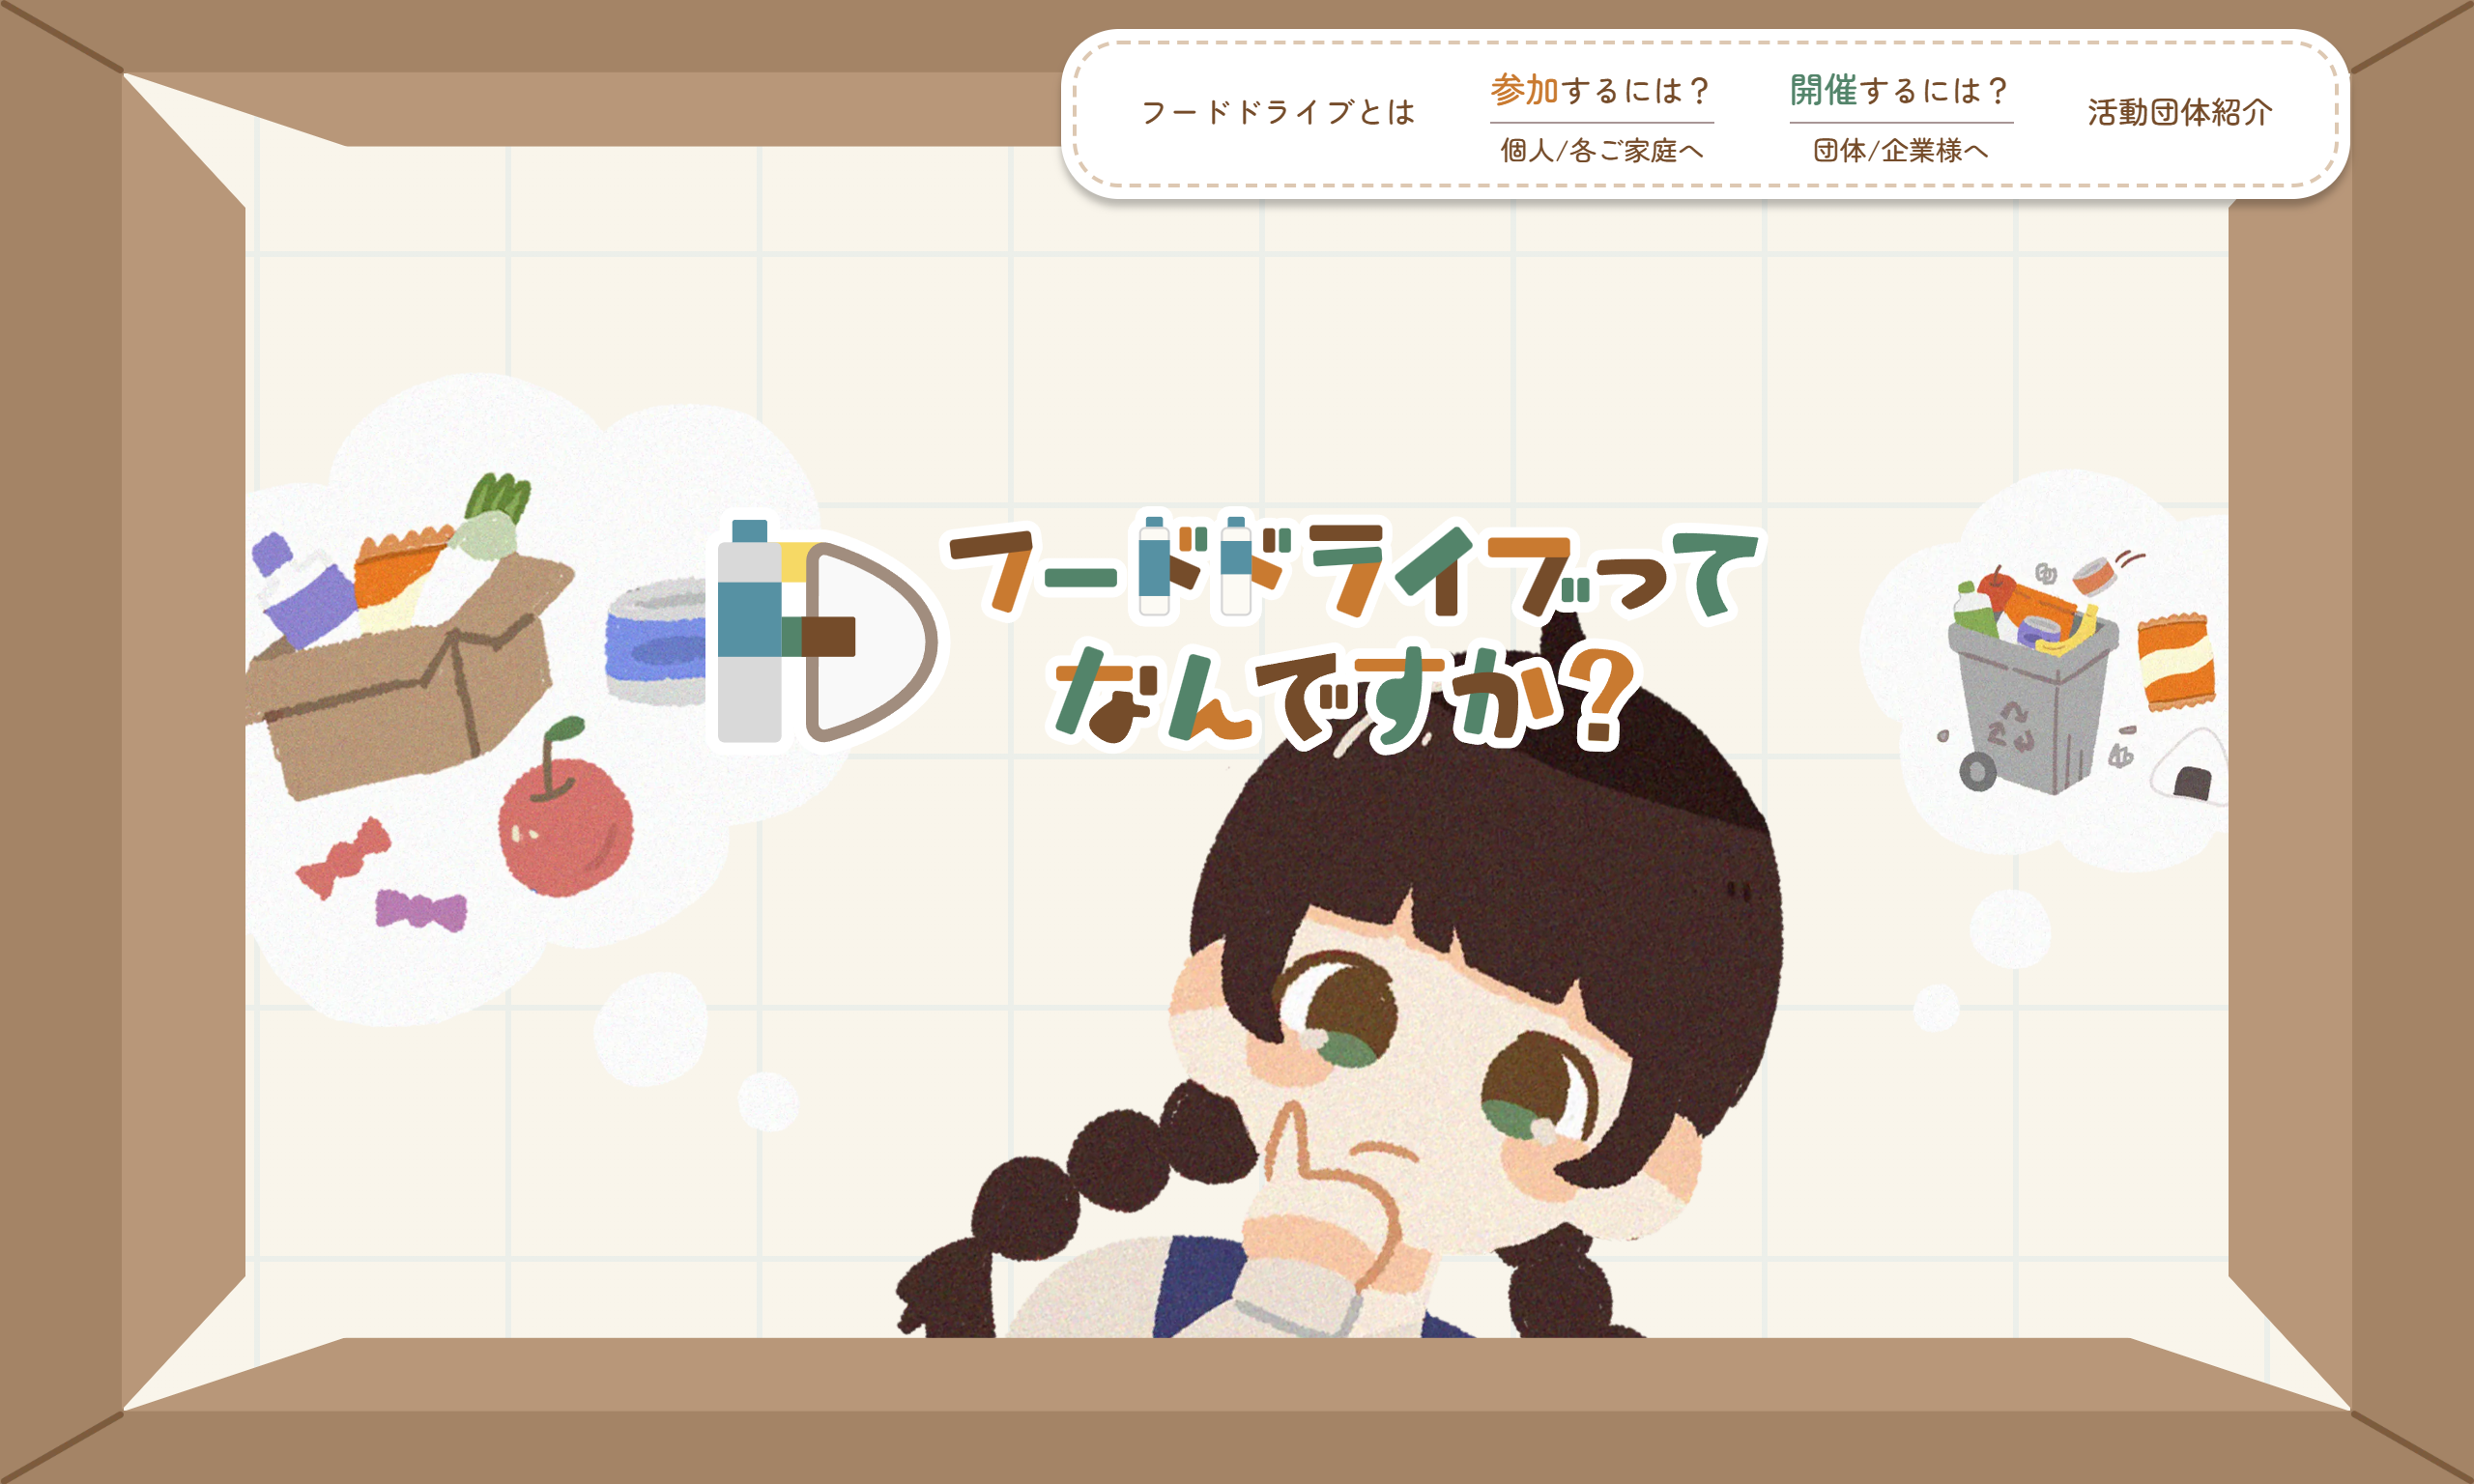 フードドライブとは
参加するには？
個人/各ご家庭へ
開催するには？
団体/企業様へ
活動団体紹介
フードドライブって
なんですか?